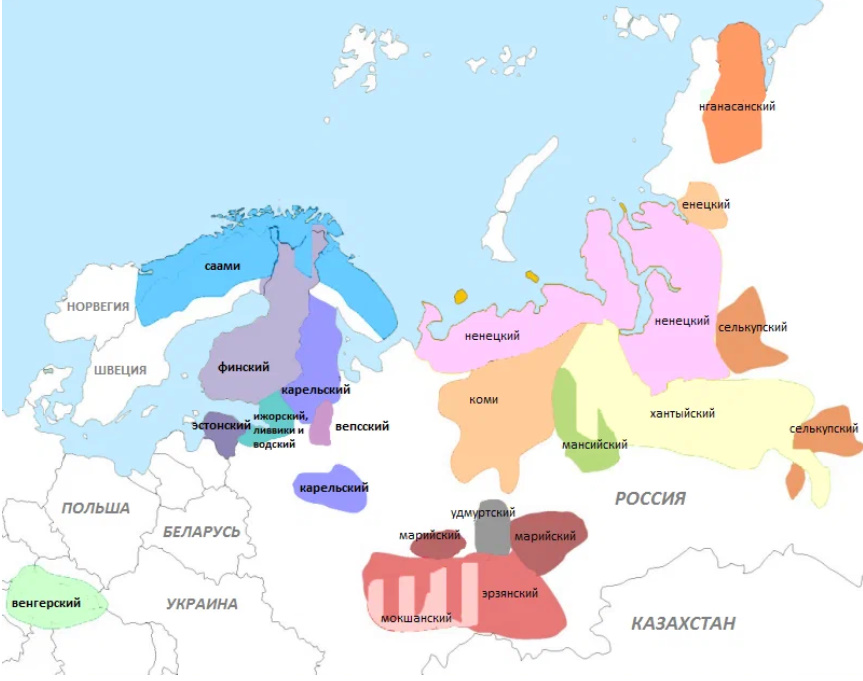 нганасанский
енецкий
саами
НОРВЕГИЯ
ненецкий
селькупский
ненецкий
ШВЕЦИЯ
финский
карельский
коми
хантыйский
ижорский,
эстонский
ливвики и
вепсский
селькупский
водский
мансийский
карельский
РОССИЯ
ПОЛЬША
удмуртский
БЕЛАРУСЬ
марийский
марийский
эрзянский
венгерский
УКРАИНА
мокшанский
КАЗАХСТАН